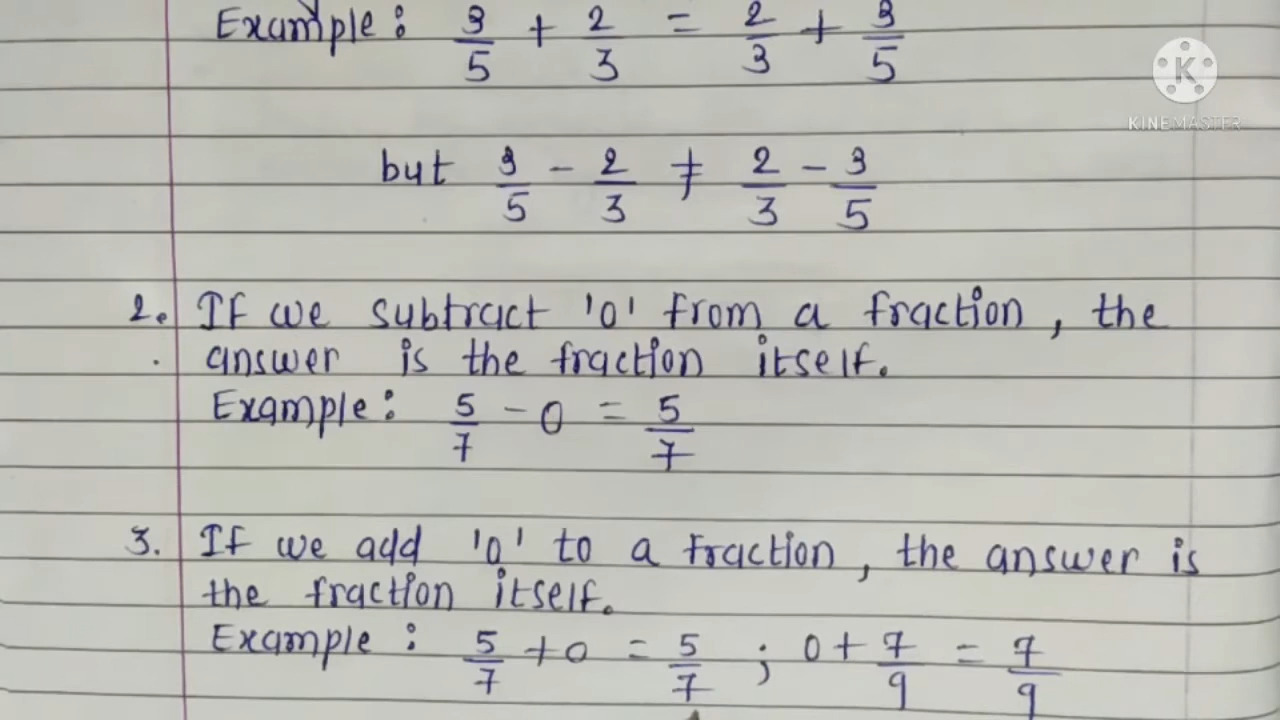 Example : 3/5 + 2/3 = 2/3 + 3/5
but 3/5 - 2/3 ≠ 2/3 - 3/5
2. If we subtract '0' from a fraction, the
answer is the fraction itself.
Example : 5/7 - 0 = 5/7
3. If we add '0' to a fraction, the answer is
the fraction itself.
Example : 5/7 + 0 = 5/7 ; 0 + 7/9 = 7/9
K
KINEMASTER